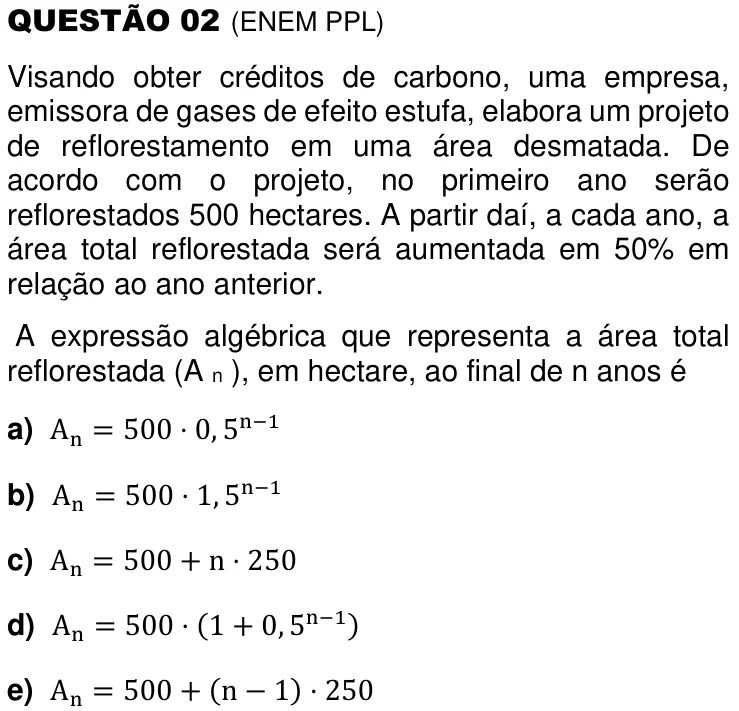 QUESTÃO 02 (ENEM PPL)
Visando obter créditos de carbono, uma empresa,
emissora de gases de efeito estufa, elabora um projeto
de reflorestamento em uma área desmatada. De
acordo com o projeto, no primeiro ano serão
reflorestados 500 hectares. A partir daí, a cada ano, a
área total reflorestada será aumentada em 50% em
relação ao ano anterior.
A expressão algébrica que representa a área total
reflorestada (A n ), em hectare, ao final de n anos é
a) Aₙ = 500 · 0, 5ⁿ⁻¹
b) Aₙ = 500 · 1, 5ⁿ⁻¹
c) Aₙ = 500 + n · 250
d) Aₙ = 500 · (1 + 0, 5ⁿ⁻¹)
e) Aₙ = 500 + (n − 1) · 250